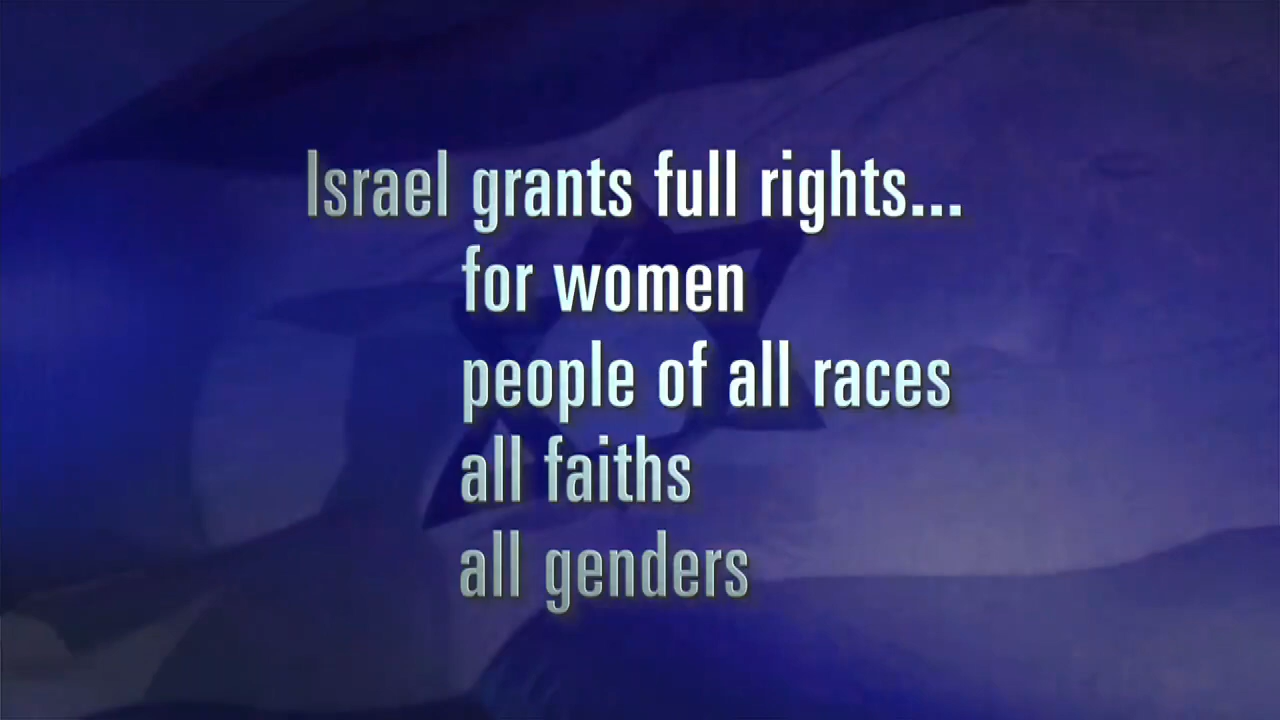 Israel grants full rights...
for women
people of all races
all faiths
all genders